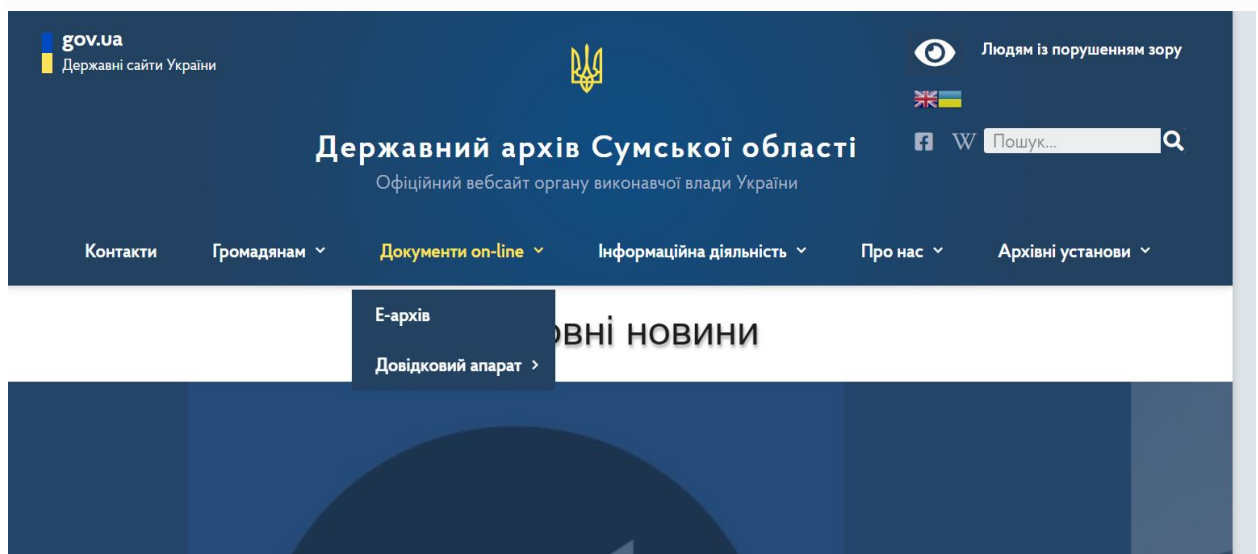 gov.ua
Державні сайти України
Людям із порушенням зору
Державний архів Сумської області
W Пошук...
Офіційний вебсайт органу виконавчої влади України
Контакти Громадянам Документи on-line Інформаційна діяльність Про нас Архівні установи
Е-архів
новини
Довідковий апарат